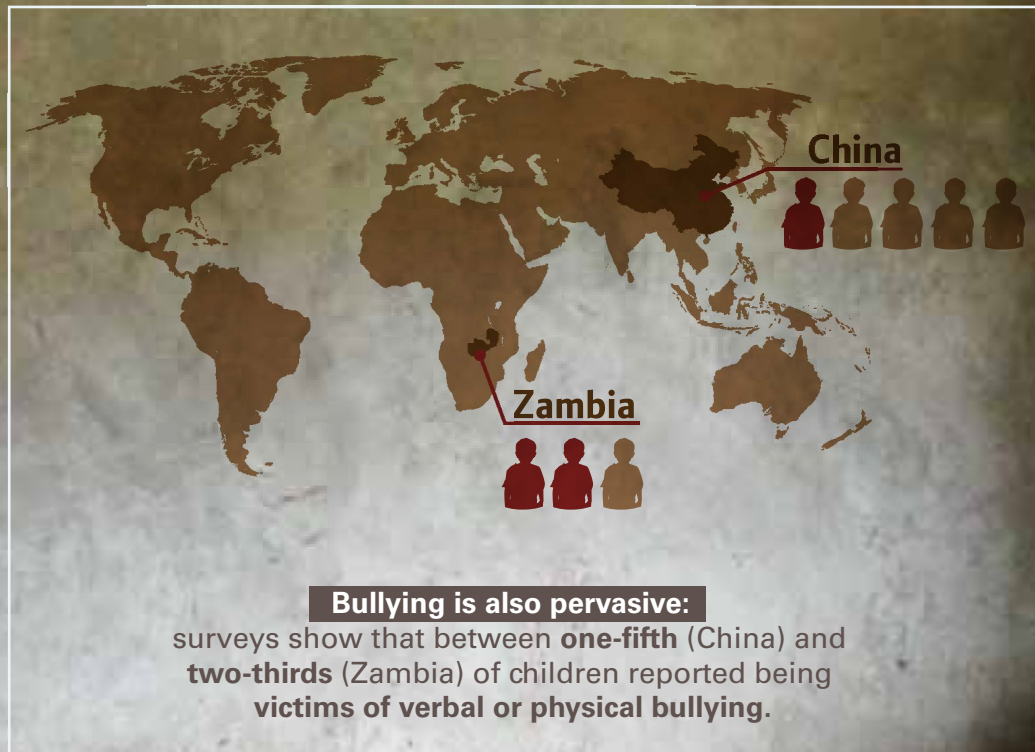 China
Zambia
Bullying is also pervasive:
surveys show that between one-fifth (China) and
two-thirds (Zambia) of children reported being
victims of verbal or physical bullying.